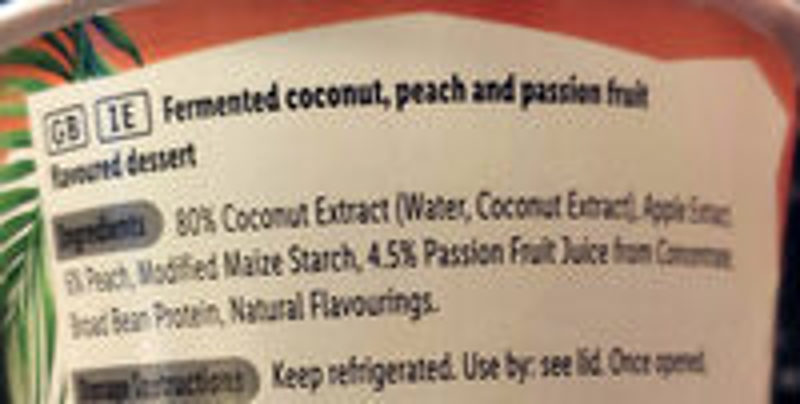 GB IE Fermented coconut, peach and passion fruit
flavoured dessert
Ingredients 80% Coconut Extract (Water, Coconut Extract), Apple Extract,
6% Peach, Modified Maize Starch, 4.5% Passion Fruit Juice from Concentrate,
Broad Bean Protein, Natural Flavourings.
Storage Instructions Keep refrigerated. Use by: see lid. Once opened,